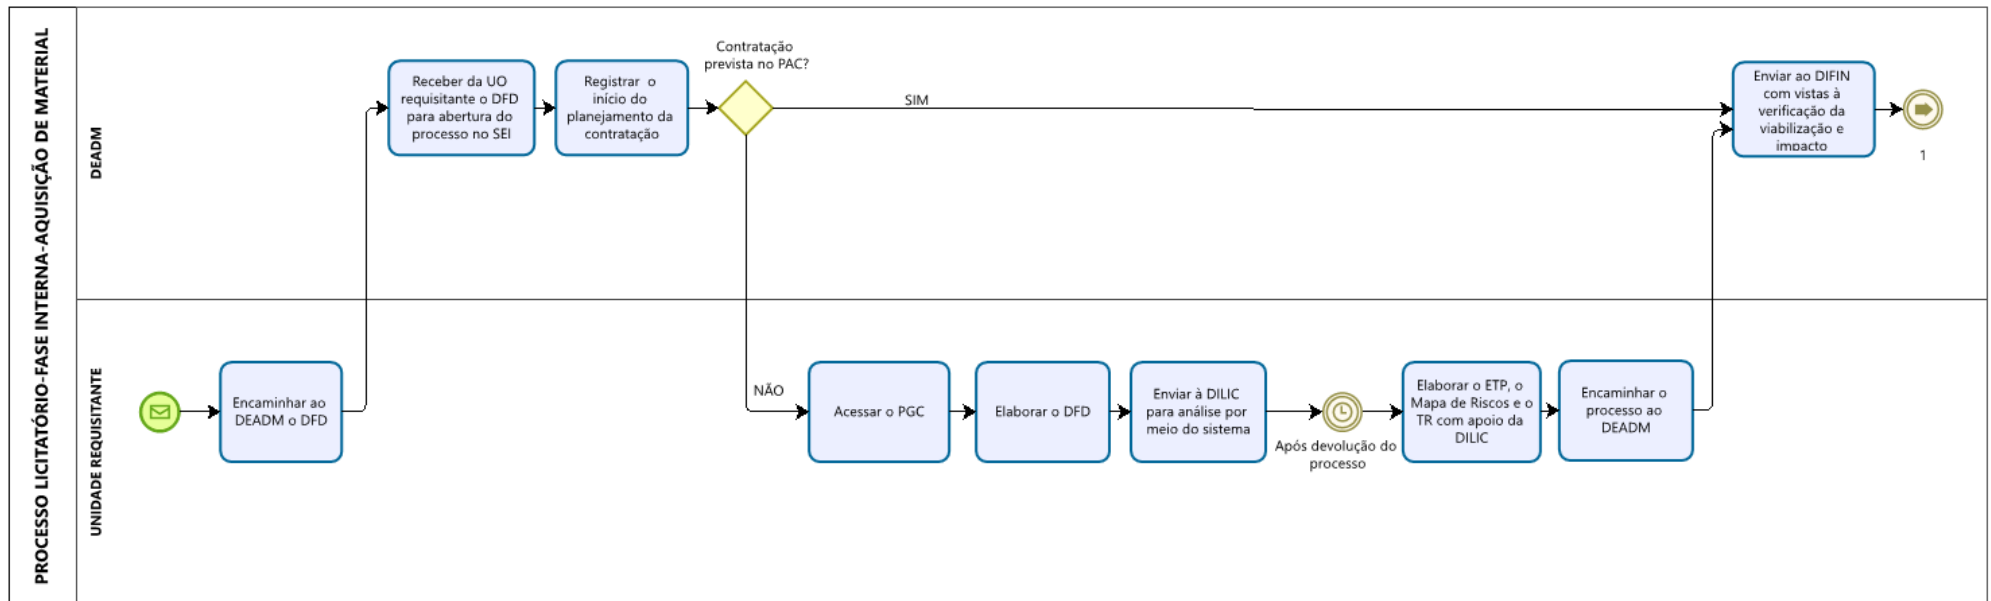 PROCESSO LICITATÓRIO-FASE INTERNA-AQUISIÇÃO DE MATERIAL
DEADM
Receber da UO
requisitante o DFD
para abertura do
processo no SEI
Registrar o
início do
planejamento da
contratação
Contratação
prevista no PAC?
SIM
Enviar ao DIFIN
com vistas à
verificação da
viabilização e
impacto
1
UNIDADE REQUISITANTE
Encaminhar ao
DEADM o DFD
NÃO
Acessar o PGC
Elaborar o DFD
Enviar à DILIC
para análise por
meio do sistema
Após devolução do
processo
Elaborar o ETP, o
Mapa de Riscos e o
TR com apoio da
DILIC
Encaminhar o
processo ao
DEADM